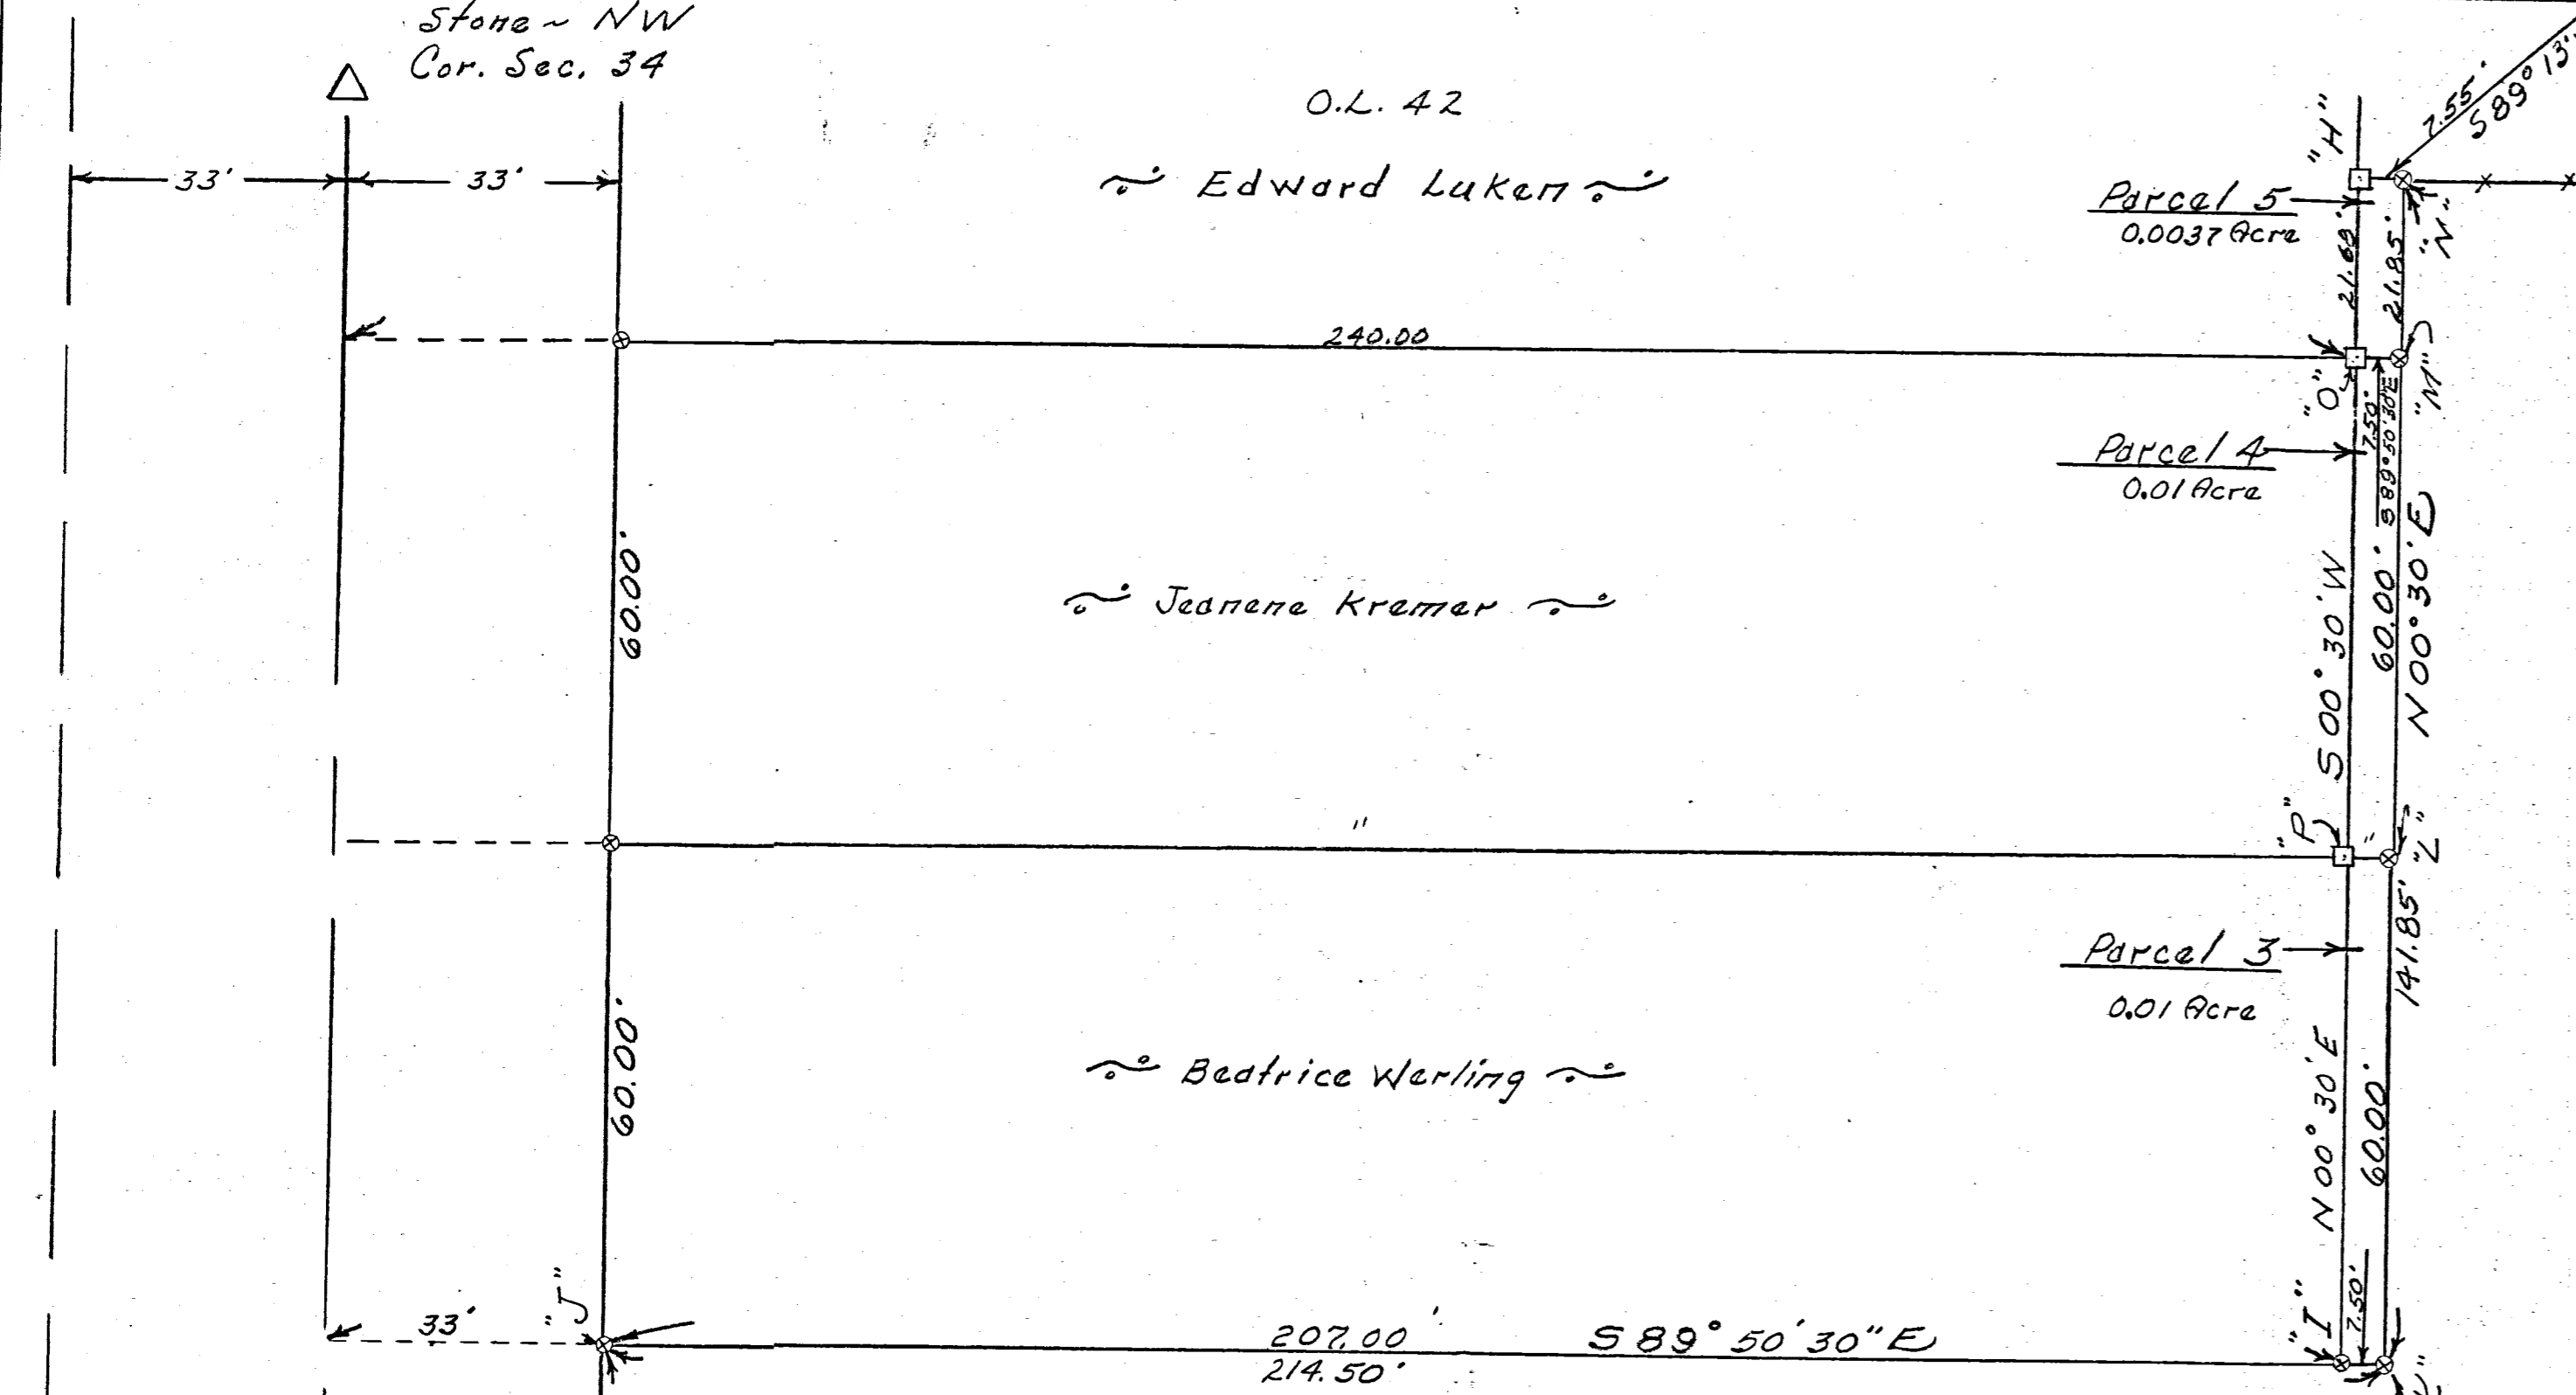 Stone ~ NW
Cor. Sec. 34
O.L. 42
33'
33'
Edward Luken
7.55'
S 89° 13'
"H"
Parcel 5
0.0037 Acre
21.69'
21.85'
"N"
240.00
"O"
"M"
7.50'
S 89° 50' 30" E
Parcel 4
0.01 Acre
60.00'
Jeanene Kremer
S 00° 30' W
60.00'
N 00° 30' E
"
"P"
"
"L"
Parcel 3
0.01 Acre
141.85'
60.00'
Beatrice Werling
N 00° 30' E
60.00'
33'
"J"
207.00'
S 89° 50' 30" E
214.50'
"I"
7.50'